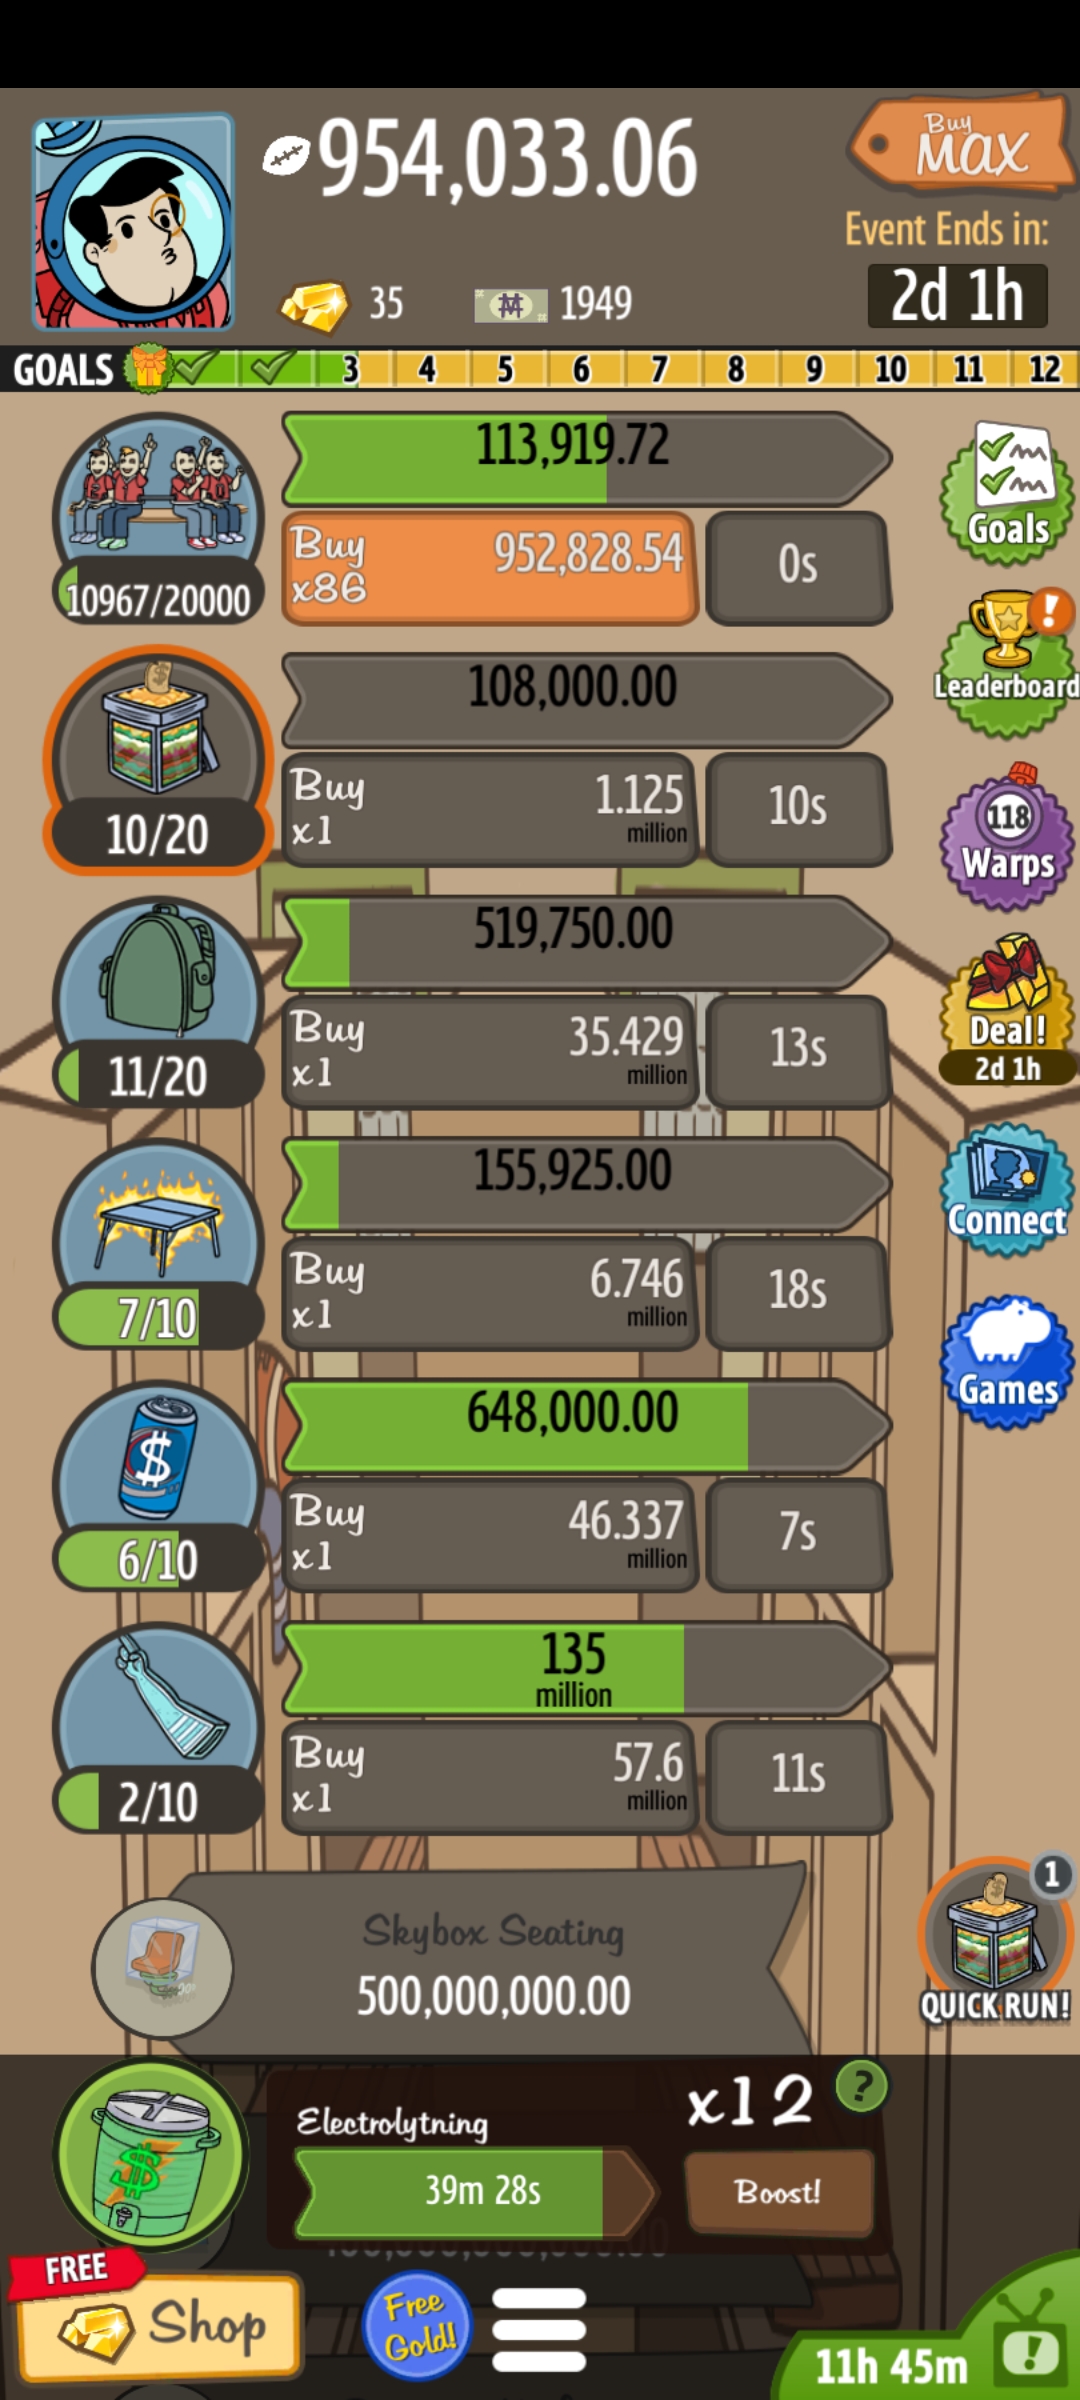 954,033.06
Buy
MAX
Event Ends in:
2d 1h
35
1949
GOALS 3 4 5 6 7 8 9 10 11 12
113,919.72
Buy
x86
952,828.54
0s
10967/20000
Goals
108,000.00
Leaderboard
Buy
x1
1.125
million
10s
10/20
118
Warps
519,750.00
Buy
x1
35.429
million
13s
11/20
Deal!
2d 1h
155,925.00
Buy
x1
6.746
million
18s
7/10
Connect
648,000.00
Buy
x1
46.337
million
7s
6/10
Games
135
million
Buy
x1
57.6
million
11s
2/10
Skybox Seating
500,000,000.00
1
QUICK RUN!
Electrolytning
x12
?
39m 28s
Boost!
FREE
Shop
Free
Gold!
11h 45m